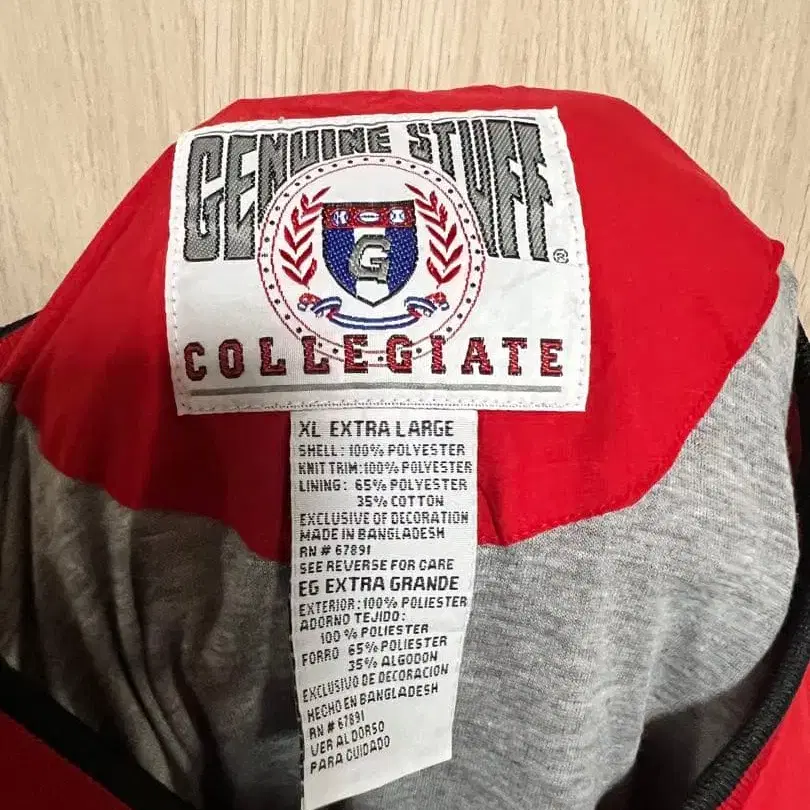 GENUINE STUFF
G
®
COLLEGIATE
XL EXTRA LARGE
SHELL: 100% POLYESTER
KNIT TRIM: 100% POLYESTER
LINING: 65% POLYESTER
35% COTTON
EXCLUSIVE OF DECORATION
MADE IN BANGLADESH
RN # 67891
SEE REVERSE FOR CARE
EG EXTRA GRANDE
EXTERIOR: 100% POLIESTER
ADORNO TEJIDO:
100 % POLIESTER
FORRO 65% POLIESTER
35% ALGODON
EXCLUSIVO DE DECORACION
HECHO EN BANGLADESH
RN # 67891
VER AL DORSO
PARA CUIDADO